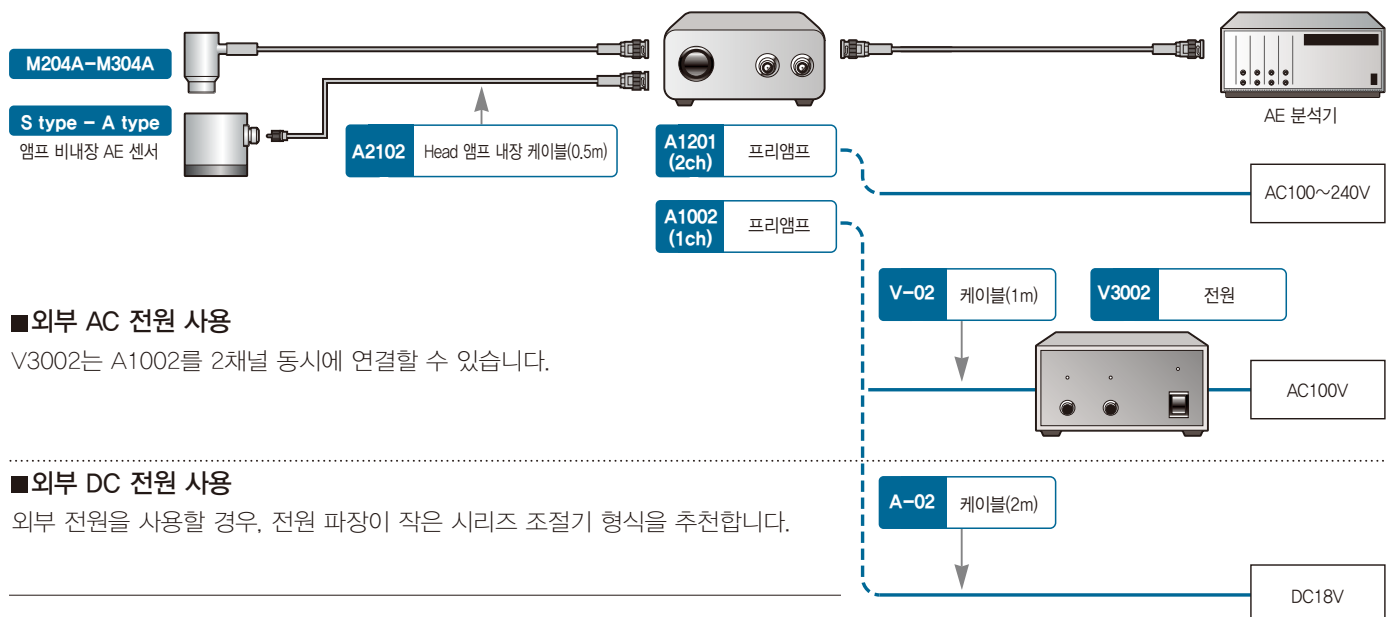 M204A-M304A
S type - A type
앰프 비내장 AE 센서
A2102 Head 앰프 내장 케이블(0.5m)
AE 분석기
A1201
(2ch)
프리앰프
AC100~240V
A1002
(1ch)
프리앰프
V-02 케이블(1m)
V3002 전원
■외부 AC 전원 사용
V3002는 A1002를 2채널 동시에 연결할 수 있습니다.
AC100V
■외부 DC 전원 사용
외부 전원을 사용할 경우, 전원 파장이 작은 시리즈 조절기 형식을 추천합니다.
A-02 케이블(2m)
DC18V